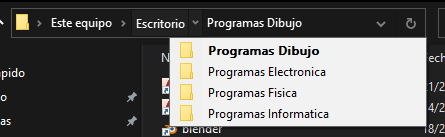 Este equipo > Escritorio > Programas Dibujo
Programas Dibujo
Programas Electronica
Programas Fisica
Programas Informatica
blender